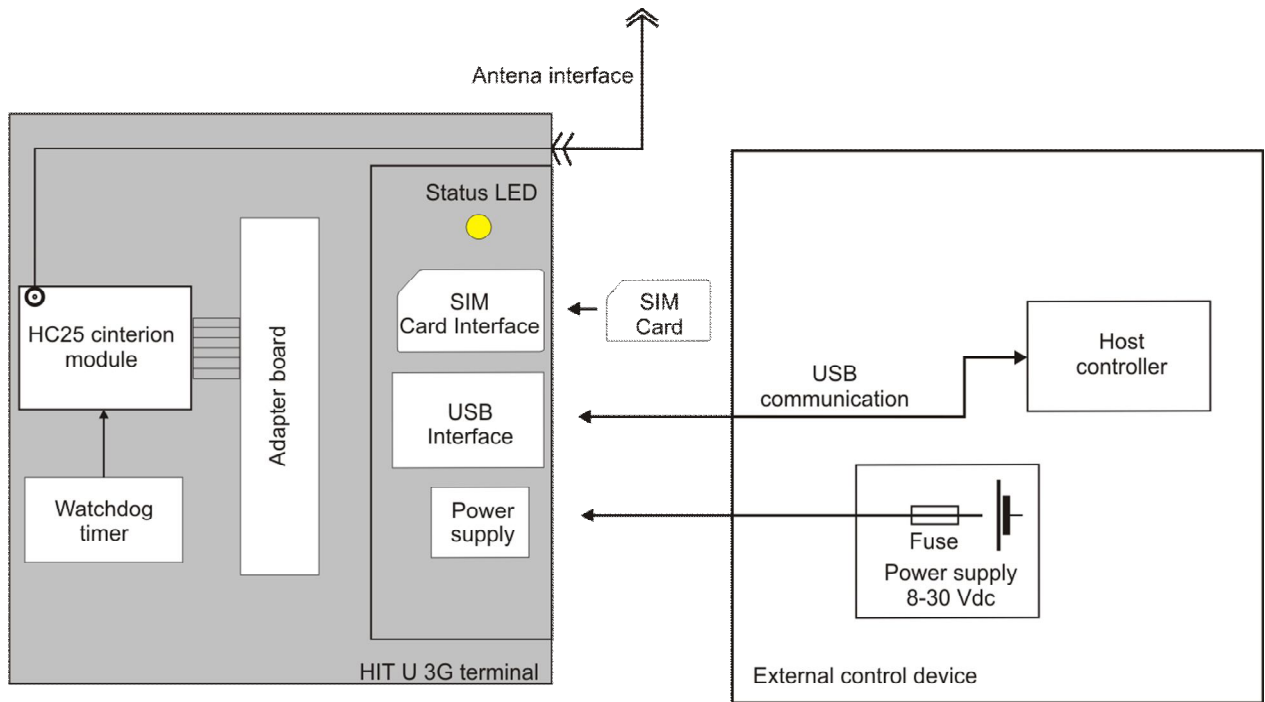 Antena interface
Status LED
SIM
Card Interface
SIM
Card
HC25 cinterion
module
Adapter board
Host
controller
USB
communication
USB
Interface
Watchdog
timer
Power
supply
Fuse
Power supply
8-30 Vdc
HIT U 3G terminal
External control device